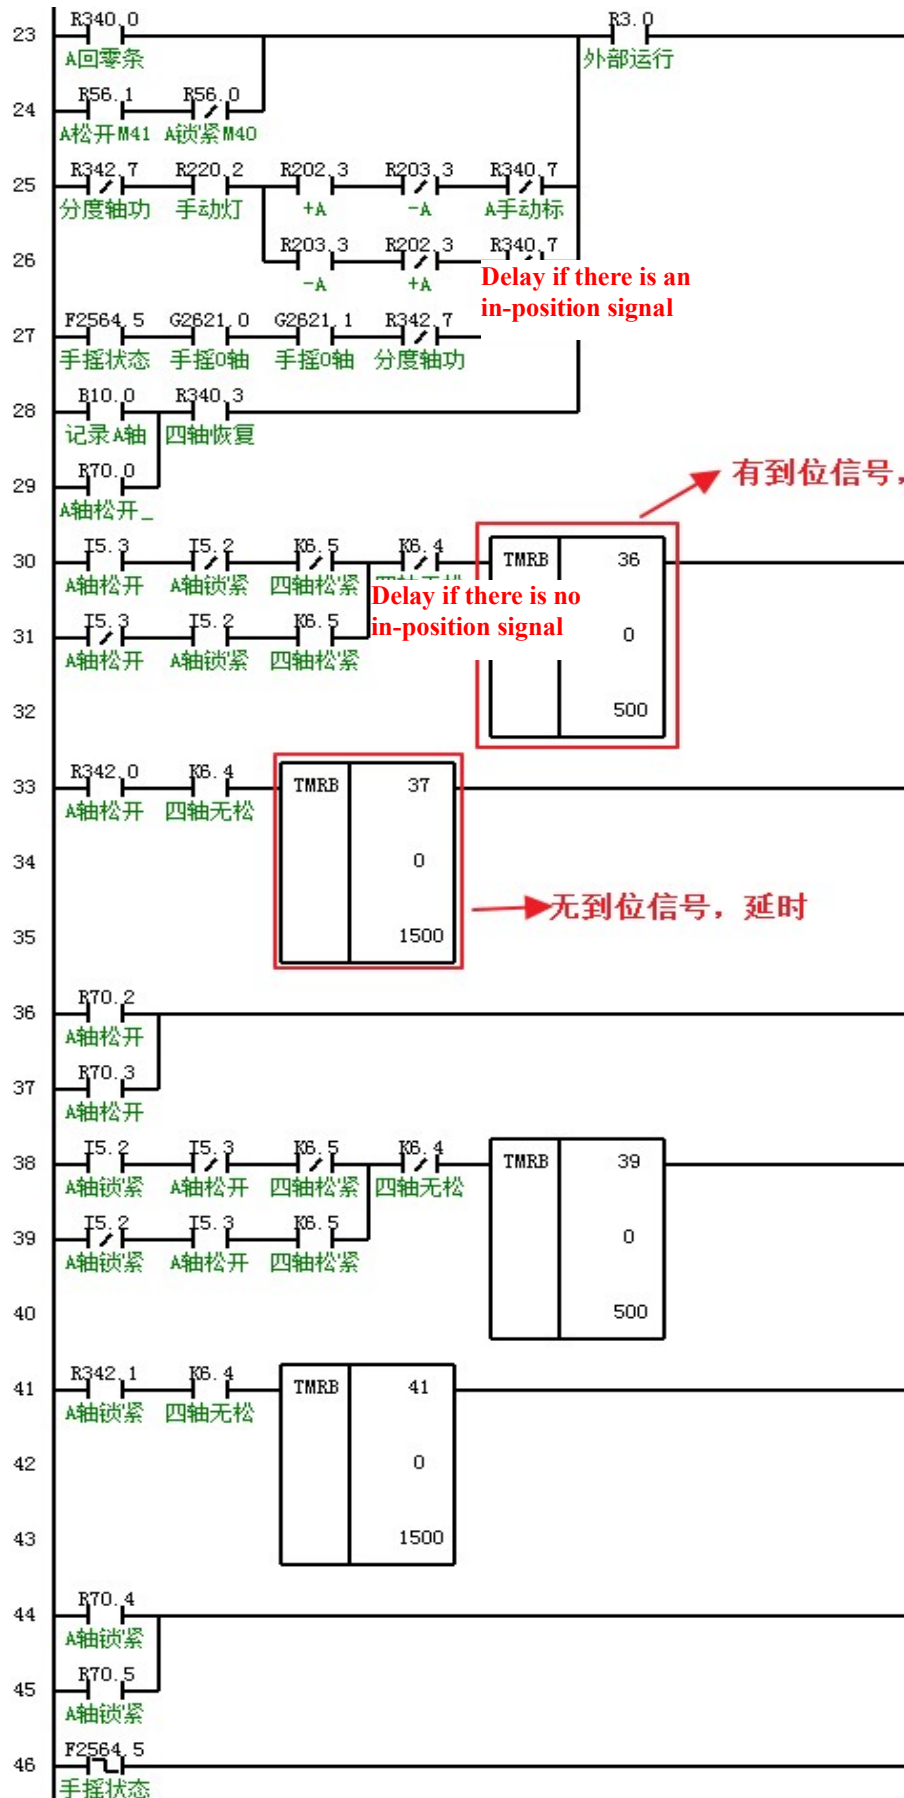 R340.0 R3.0
23
A回零条 外部运行
R56.1 R56.0
24
A松开M41 A锁紧M40
R342.7 R220.2 R202.3 R203.3 R340.7
25
分度轴功 手动灯 +A -A A手动标
R203.3 R202.3 R340.7
26
-A +A
Delay if there is an
in-position signal
F2564.5 G2621.0 G2621.1 R342.7
27
手摇状态 手摇0轴 手摇0轴 分度轴功
B10.0 R340.3
28
记录A轴 四轴恢复
R70.0
29
A轴松开_
有到位信号,
I5.3 I5.2 K6.5 K6.4
30 TMRB 36
A轴松开 A轴锁紧 四轴松紧
Delay if there is no
in-position signal
I5.3 I5.2 K6.5
31 0
A轴松开 A轴锁紧 四轴松紧
32 500
R342.0 K6.4
33 TMRB 37
A轴松开 四轴无松
34 0
无到位信号，延时
35 1500
R70.2
36
A轴松开
R70.3
37
A轴松开
I5.2 I5.3 K6.5 K6.4
38 TMRB 39
A轴锁紧 A轴松开 四轴松紧 四轴无松
I5.2 I5.3 K6.5
39 0
A轴锁紧 A轴松开 四轴松紧
40 500
R342.1 K6.4
41 TMRB 41
A轴锁紧 四轴无松
42 0
43 1500
R70.4
44
A轴锁紧
R70.5
45
A轴锁紧
F2564.5
46
手摇状态